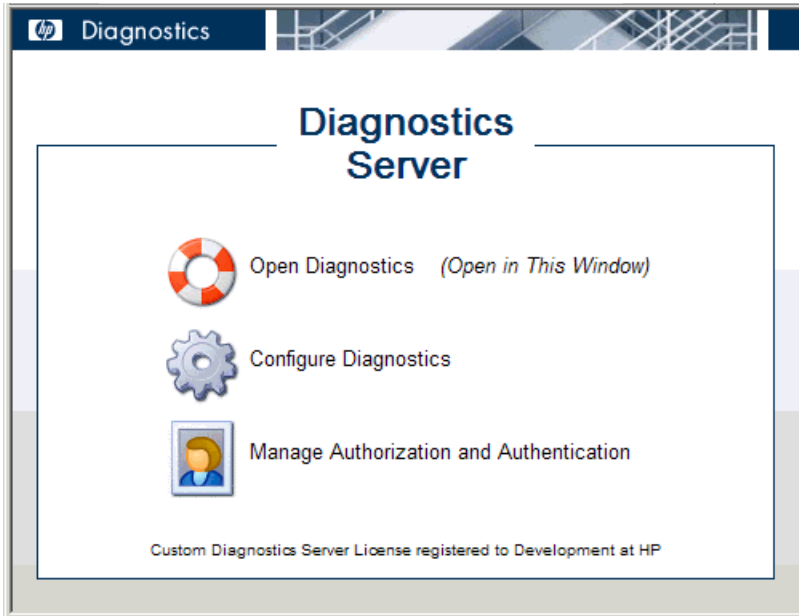 hp Diagnostics
Diagnostics
Server
Open Diagnostics (Open in This Window)
Configure Diagnostics
Manage Authorization and Authentication
Custom Diagnostics Server License registered to Development at HP